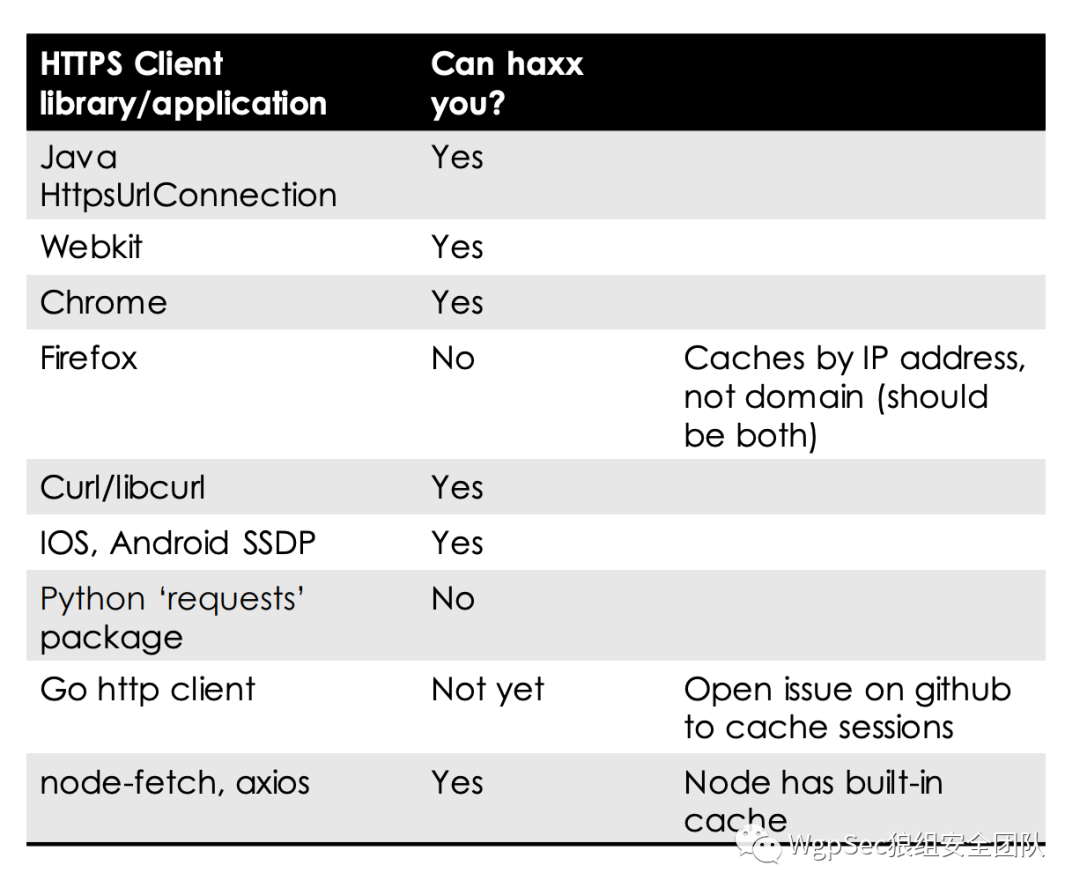 HTTPS Client
library/application
Can haxx
you?
Java
HttpsUrlConnection
Yes
Webkit
Yes
Chrome
Yes
Firefox
No
Caches by IP address,
not domain (should
be both)
Curl/libcurl
Yes
IOS, Android SSDP
Yes
Python ‘requests’
package
No
Go http client
Not yet
Open issue on github
to cache sessions
node-fetch, axios
Yes
Node has built-in
cache
WgpSec狼组安全团队